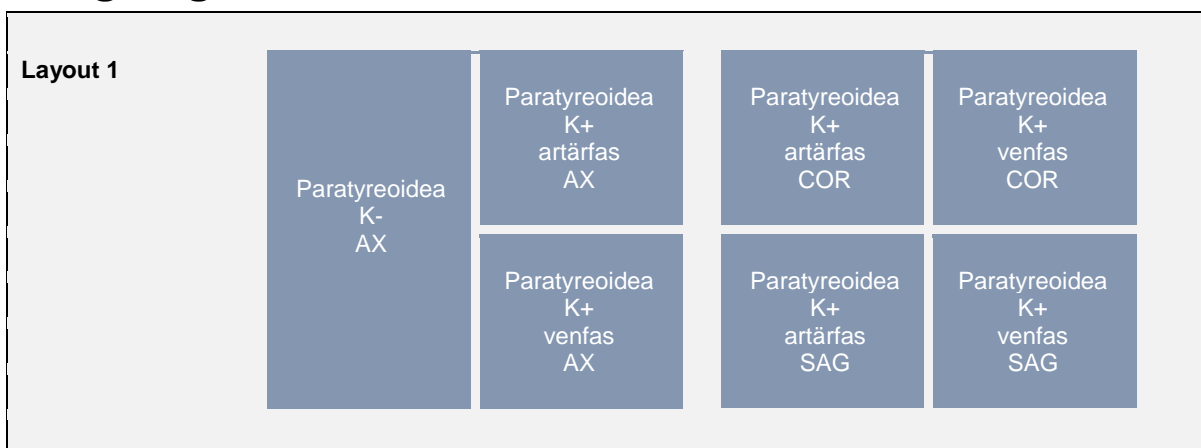 Layout 1
Paratyreoidea
K-
AX
Paratyreoidea
K+
artärfas
AX
Paratyreoidea
K+
venfas
AX
Paratyreoidea
K+
artärfas
COR
Paratyreoidea
K+
venfas
COR
Paratyreoidea
K+
artärfas
SAG
Paratyreoidea
K+
venfas
SAG